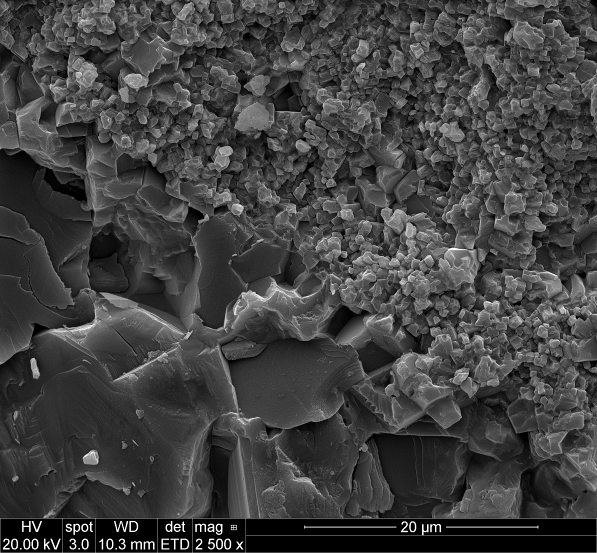 HV spot WD det mag ⊞
20.00 kV 3.0 10.3 mm ETD 2 500 x 20 µm